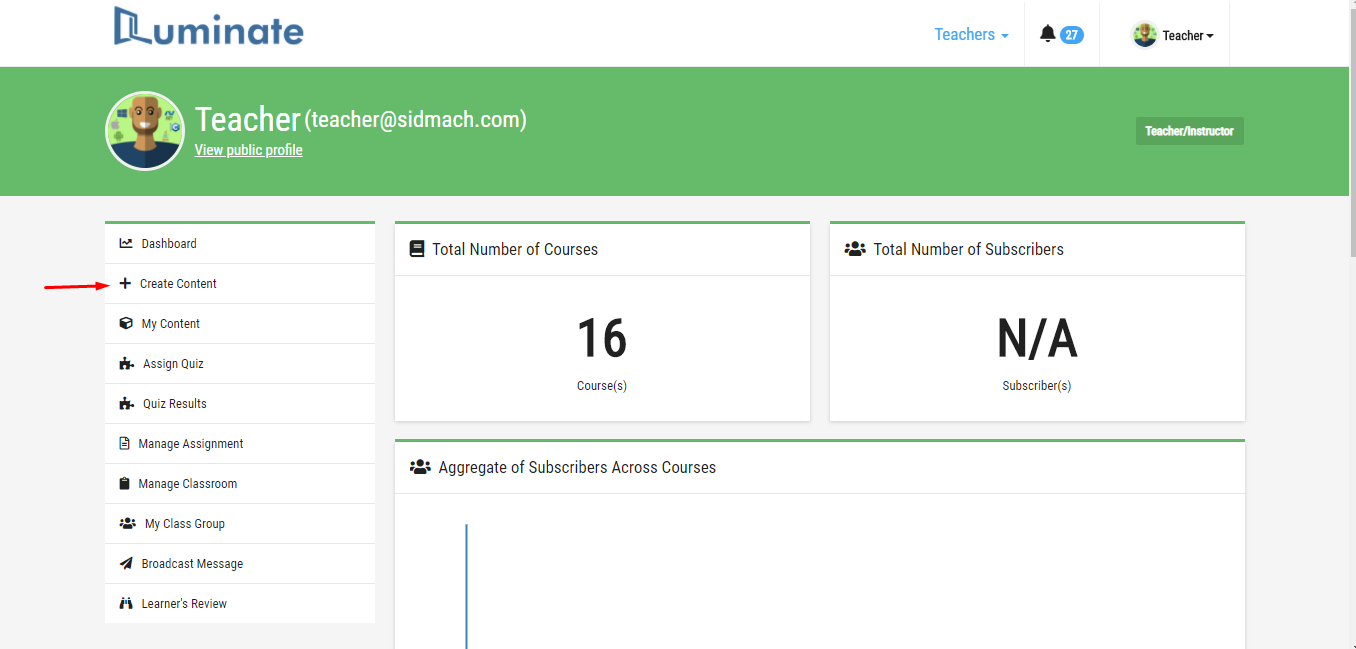 Luminate
Teachers
27
Teacher
Teacher (teacher@sidmach.com)
View public profile
Teacher/Instructor
Dashboard
Create Content
My Content
Assign Quiz
Quiz Results
Manage Assignment
Manage Classroom
My Class Group
Broadcast Message
Learner's Review
Total Number of Courses
16
Course(s)
Total Number of Subscribers
N/A
Subscriber(s)
Aggregate of Subscribers Across Courses